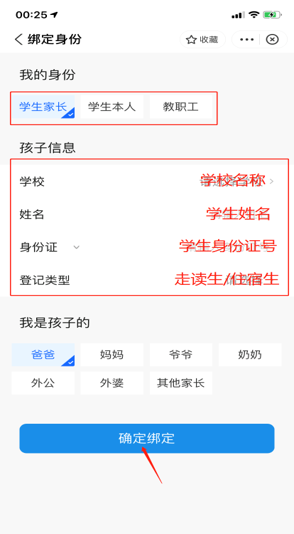 00:25
绑定身份
收藏
我的身份
学生家长 学生本人 教职工
孩子信息
学校 学校名称
姓名 学生姓名
身份证 学生身份证号
登记类型 走读生/住宿生
我是孩子的
爸爸 妈妈 爷爷 奶奶
外公 外婆 其他家长
确定绑定